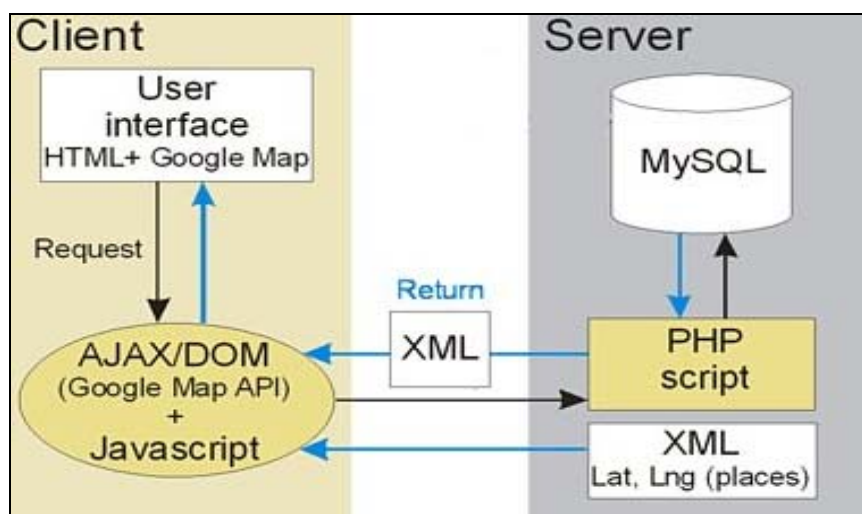 Client
User
interface
HTML+ Google Map
Request
AJAX/DOM
(Google Map API)
+
Javascript
Return
XML
Server
MySQL
PHP
script
XML
Lat, Lng (places)